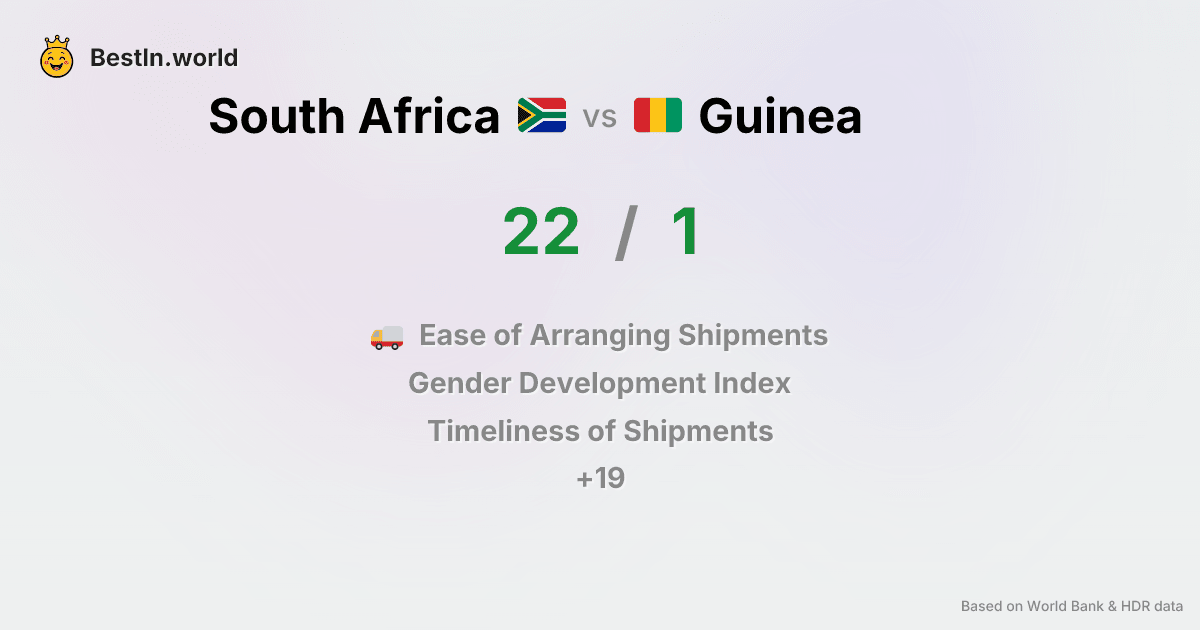 BestIn.world
South Africa vs Guinea
22 / 1
Ease of Arranging Shipments
Gender Development Index
Timeliness of Shipments
+19
Based on World Bank & HDR data